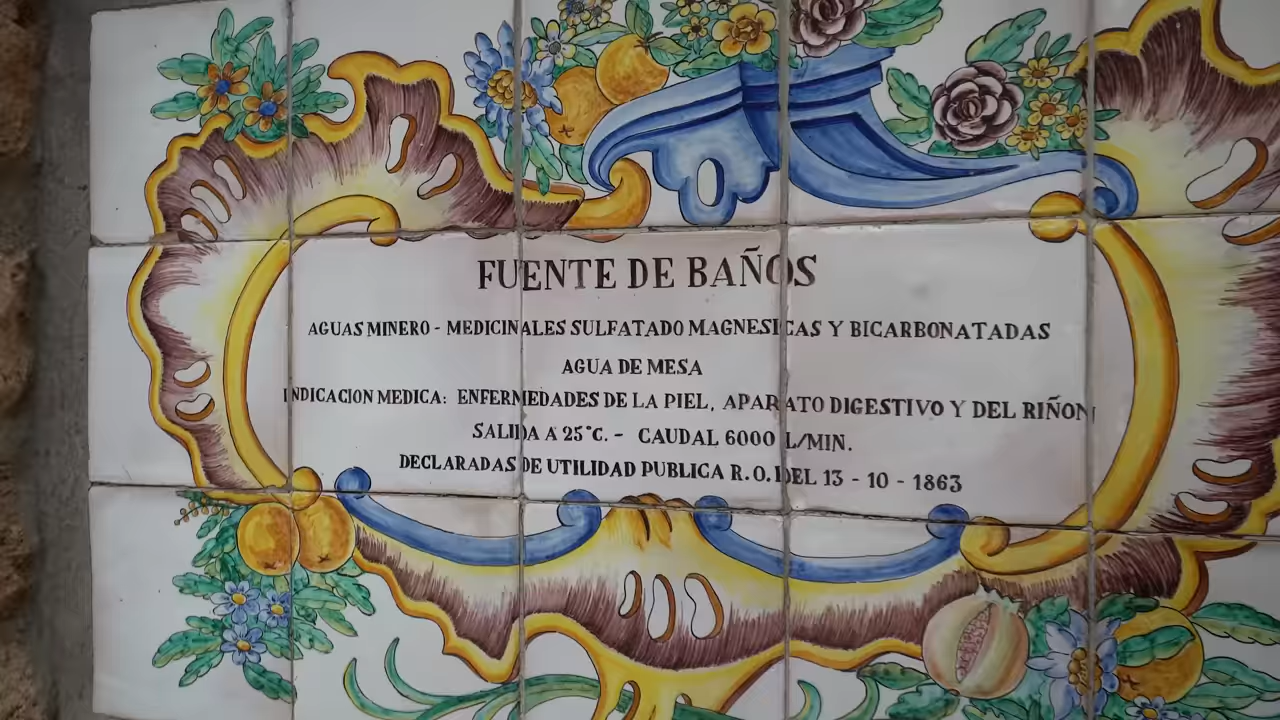 FUENTE DE BAÑOS
AGUAS MINERO - MEDICINALES SULFATADO MAGNESICAS Y BICARBONATADAS
AGUA DE MESA
INDICACION MEDICA: ENFERMEDADES DE LA PIEL, APARATO DIGESTIVO Y DEL RIÑON
SALIDA A 25°C. - CAUDAL 6000 L/MIN.
DECLARADAS DE UTILIDAD PUBLICA R. O. DEL 13 - 10 - 1863